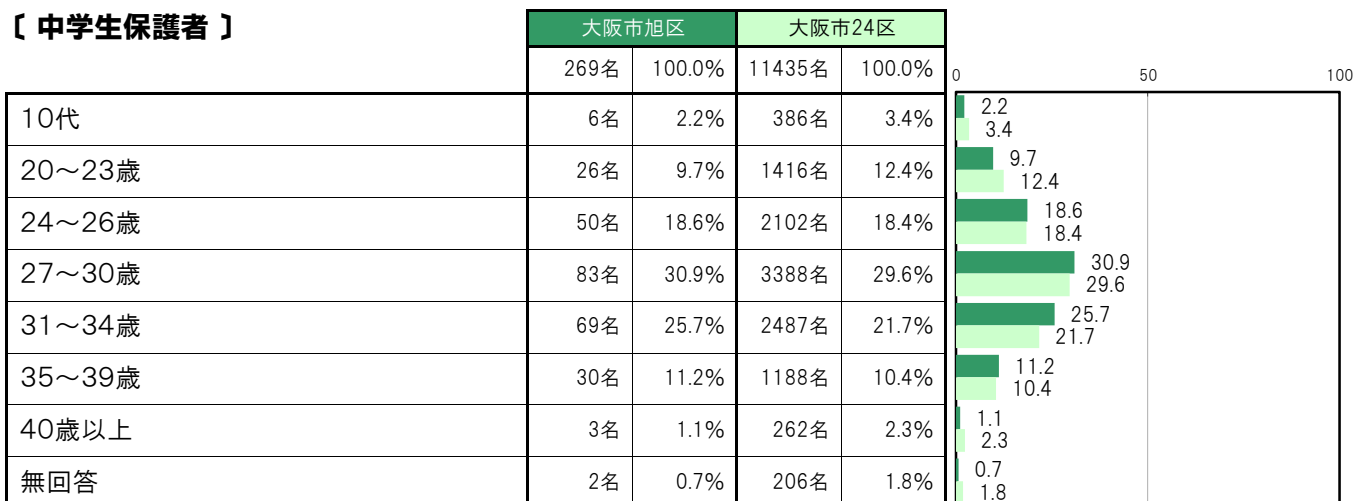 〔 中学生保護者 〕
大阪市旭区 大阪市24区
269名 100.0% 11435名 100.0%
0 50 100
10代 6名 2.2% 386名 3.4% 2.2 3.4
20～23歳 26名 9.7% 1416名 12.4% 9.7 12.4
24～26歳 50名 18.6% 2102名 18.4% 18.6 18.4
27～30歳 83名 30.9% 3388名 29.6% 30.9 29.6
31～34歳 69名 25.7% 2487名 21.7% 25.7 21.7
35～39歳 30名 11.2% 1188名 10.4% 11.2 10.4
40歳以上 3名 1.1% 262名 2.3% 1.1 2.3
無回答 2名 0.7% 206名 1.8% 0.7 1.8